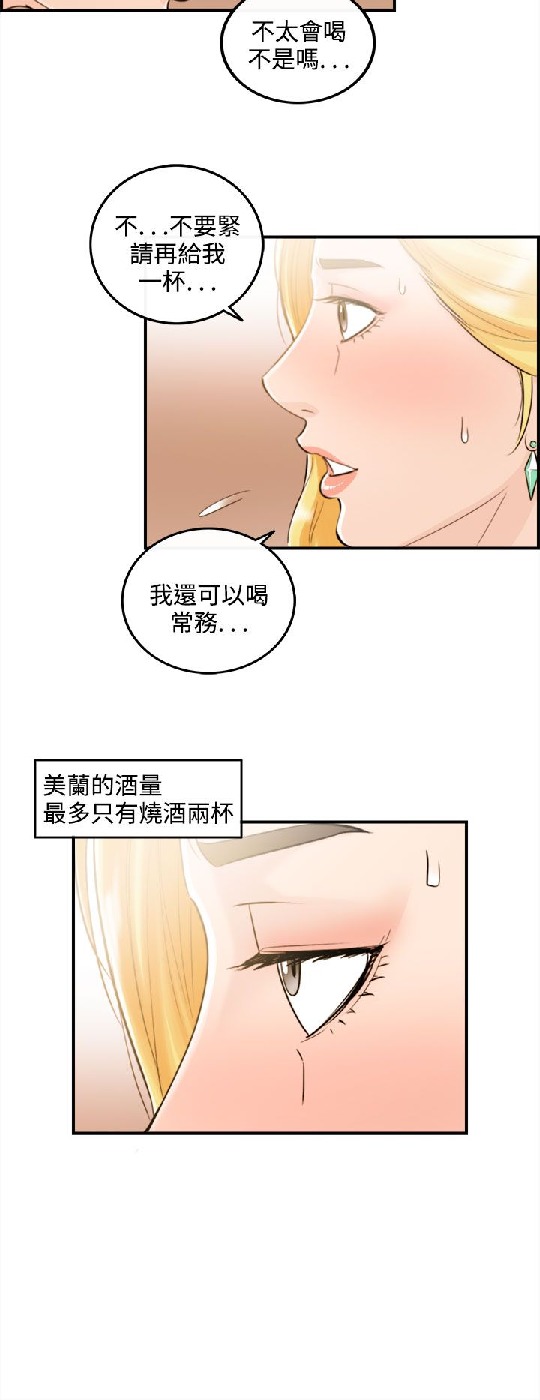 不太會喝
不是嗎...
不...不要緊
請再給我
一杯...
我還可以喝
常務...
美蘭的酒量
最多只有燒酒兩杯